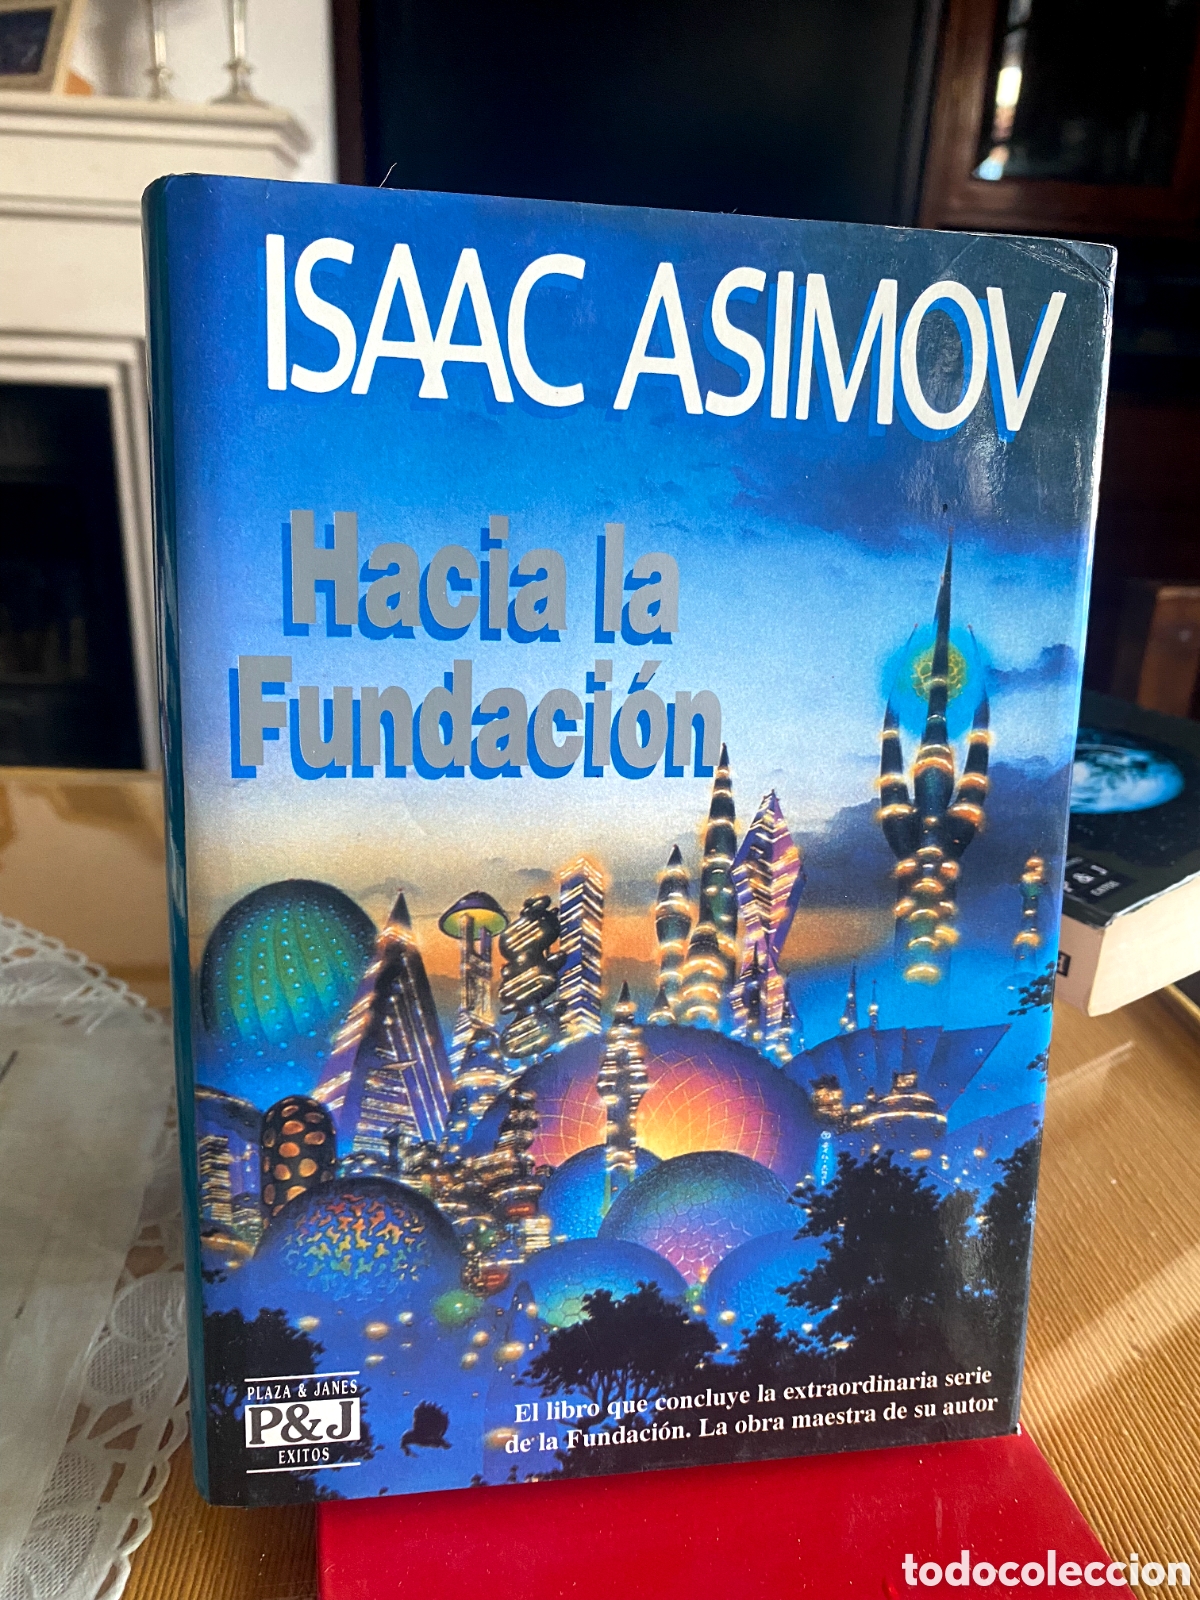 ISAAC ASIMOV
Hacia la
Fundación
El libro que concluye la extraordinaria serie
de la Fundación. La obra maestra de su autor
PLAZA & JANES
P&J
EXITOS
P & J
todocoleccion